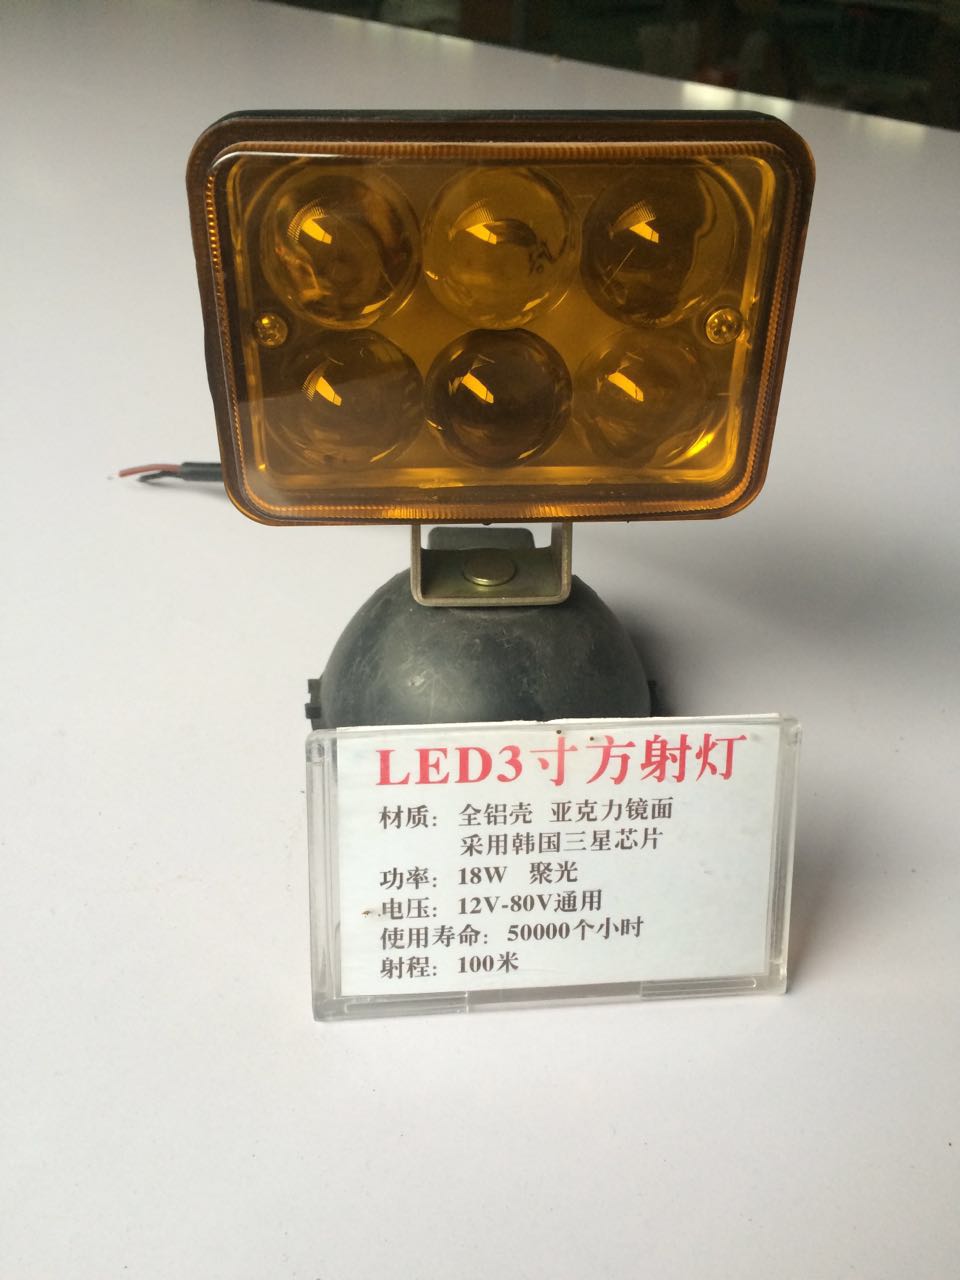 LED3寸方射灯
材质：全铝壳 亚克力镜面
采用韩国三星芯片
功率：18W 聚光
电压：12V-80V通用
使用寿命：50000个小时
射程：100米